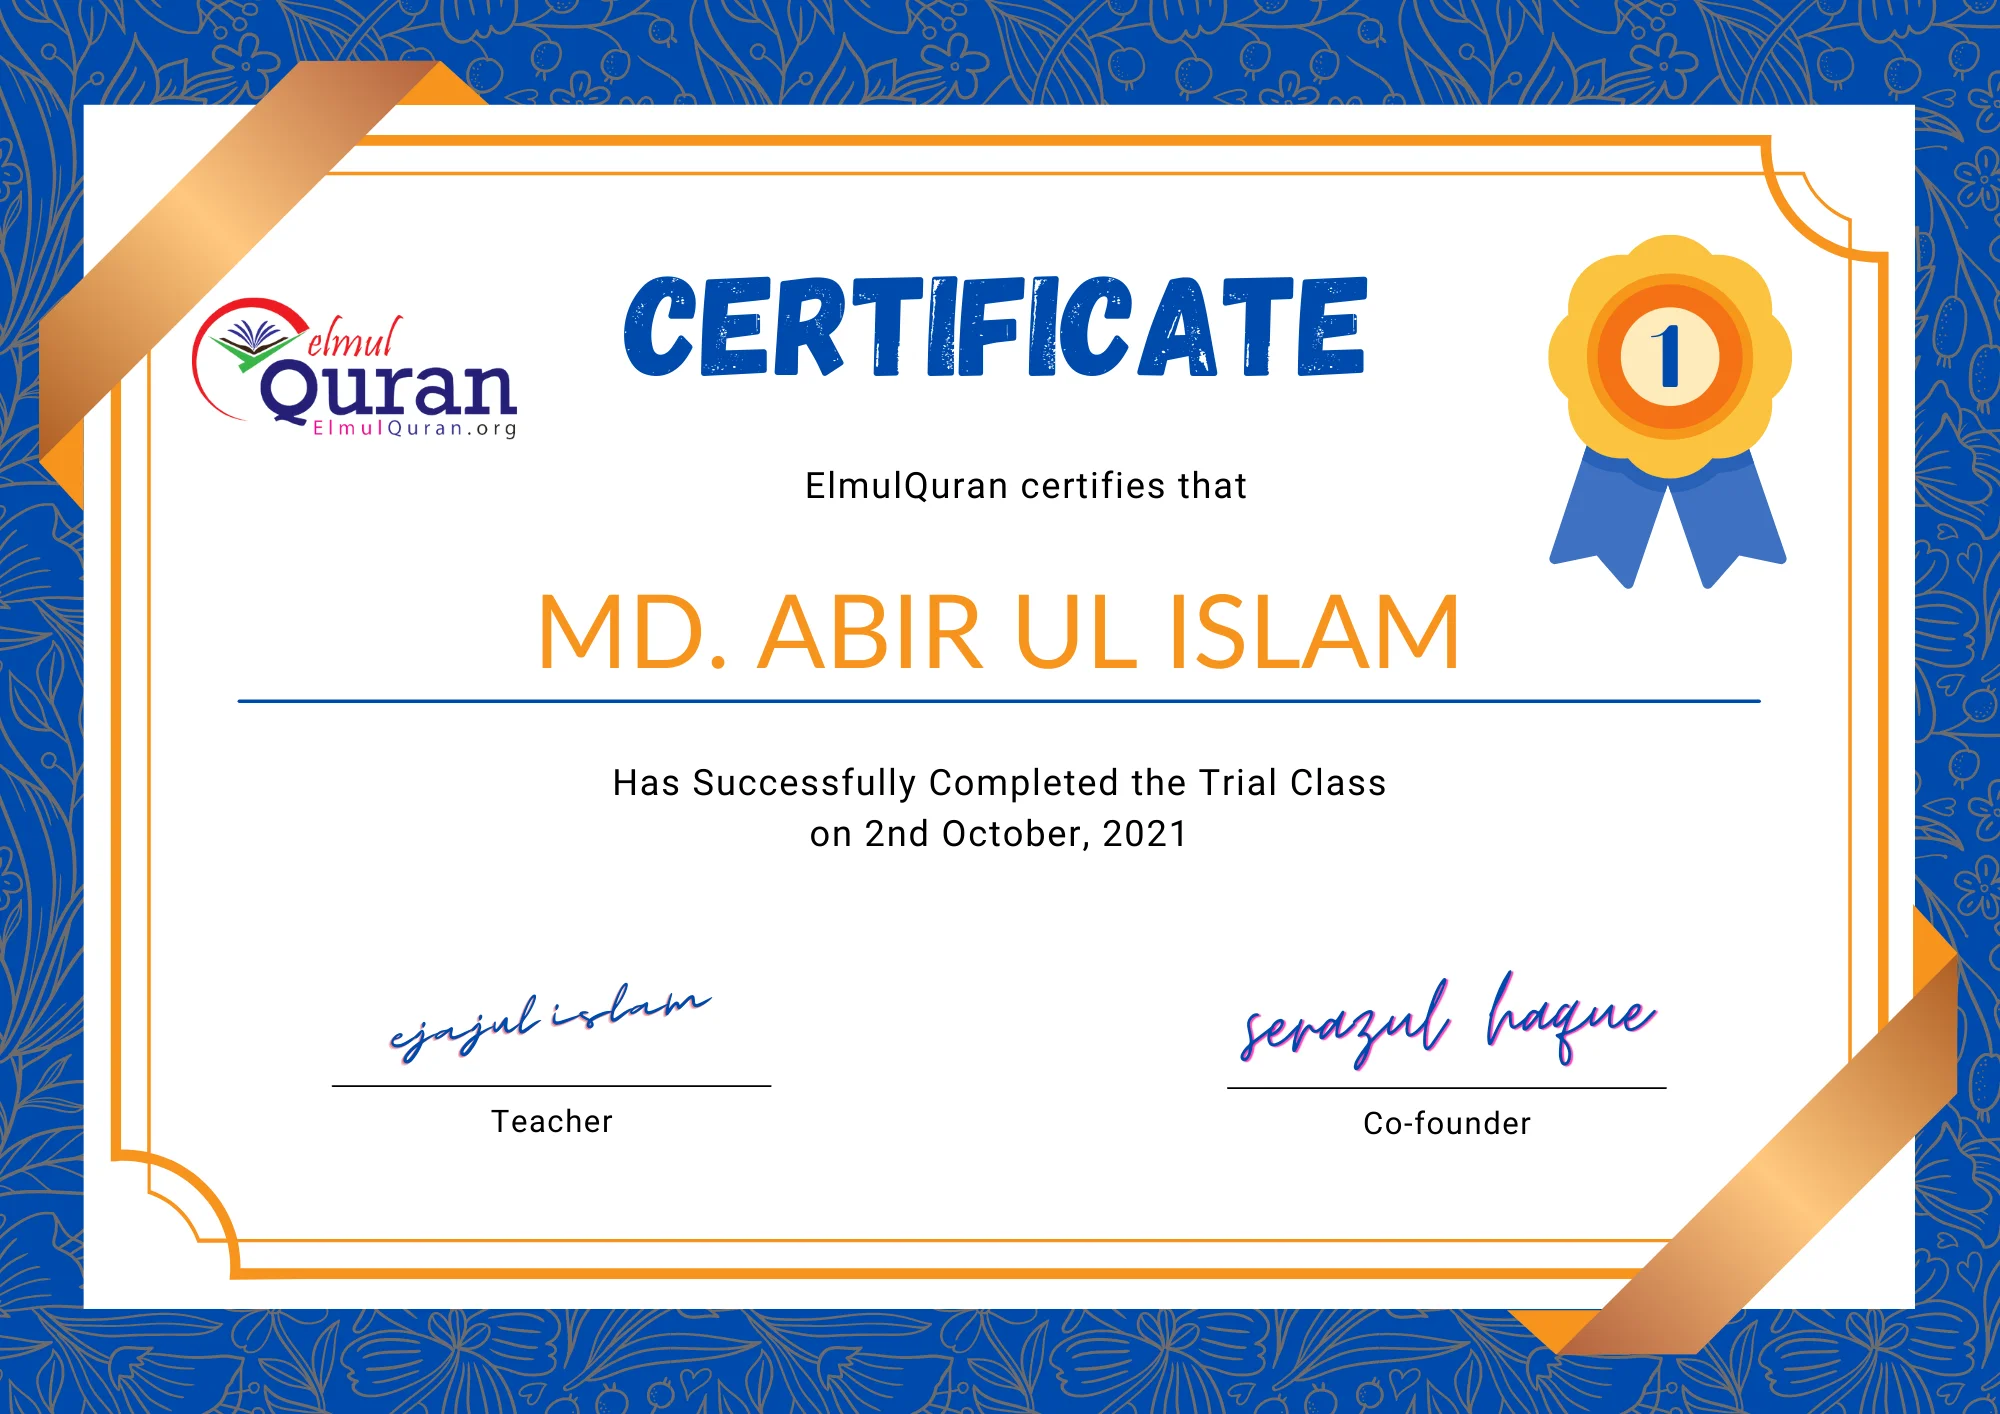 elmul
Quran
ElmulQuran.org
CERTIFICATE
1
ElmulQuran certifies that
MD. ABIR UL ISLAM
Has Successfully Completed the Trial Class
on 2nd October, 2021
ejajul islam
Teacher
serazul haque
Co-founder